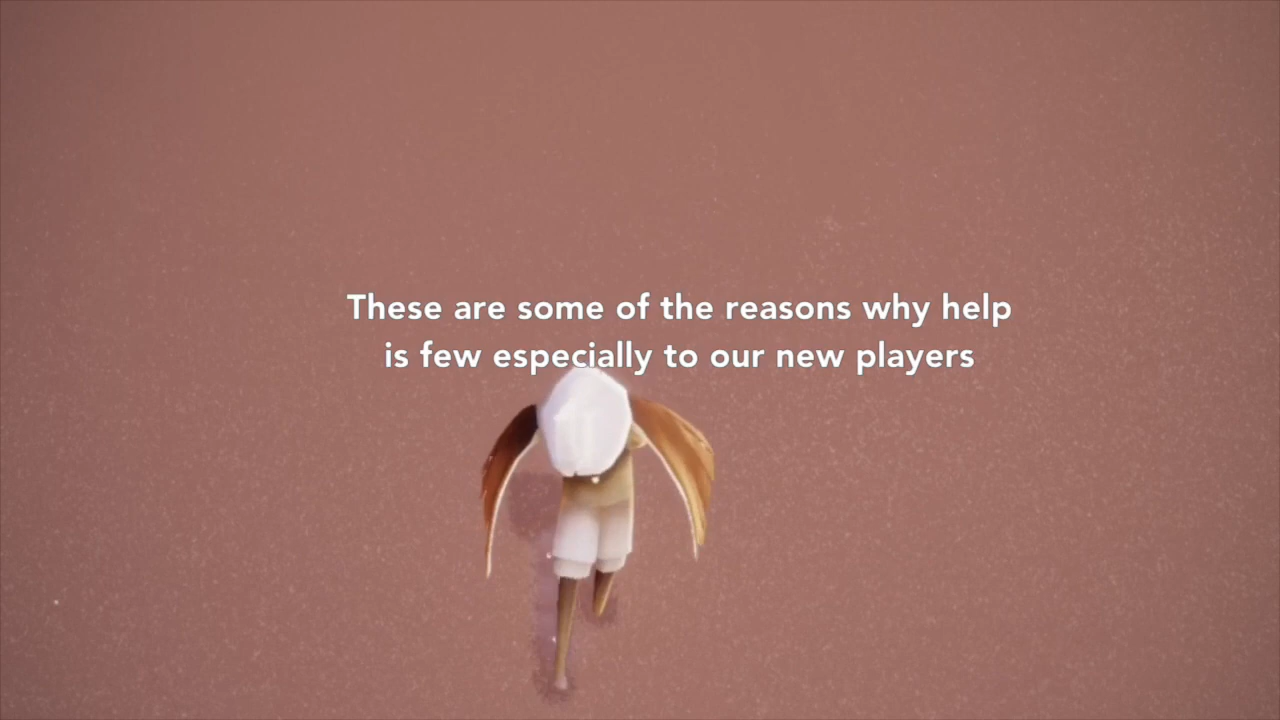 These are some of the reasons why help
is few especially to our new players